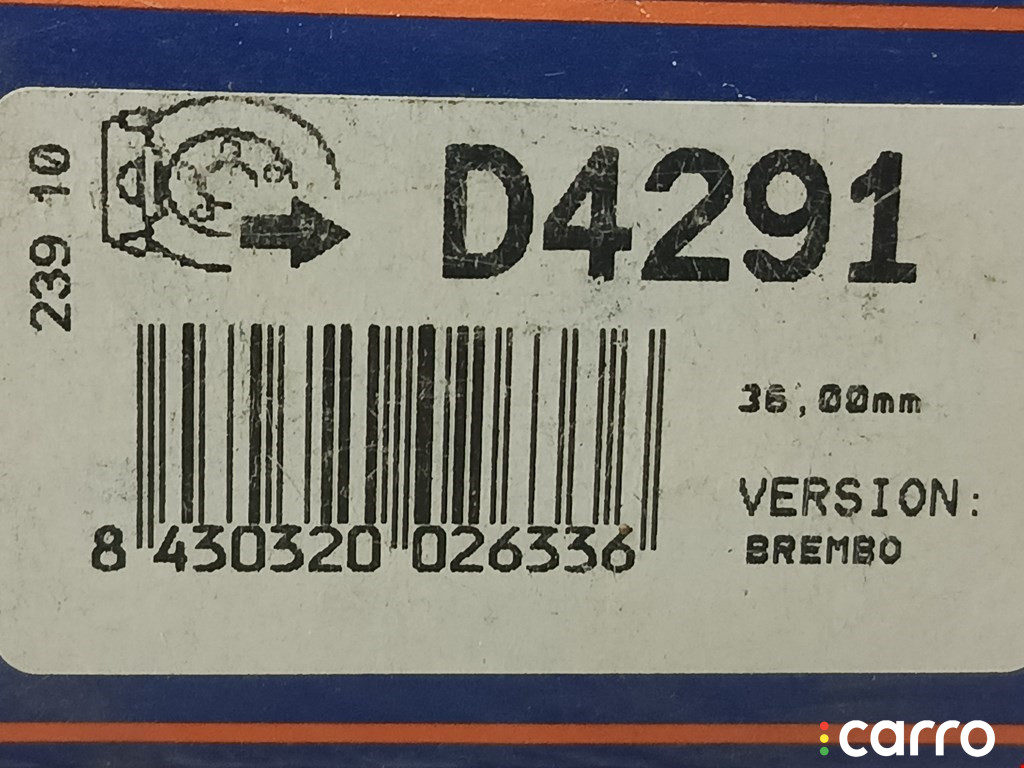 239 10
D4291
36,00mm
VERSION:
BREMBO
8 430320 026336
carro